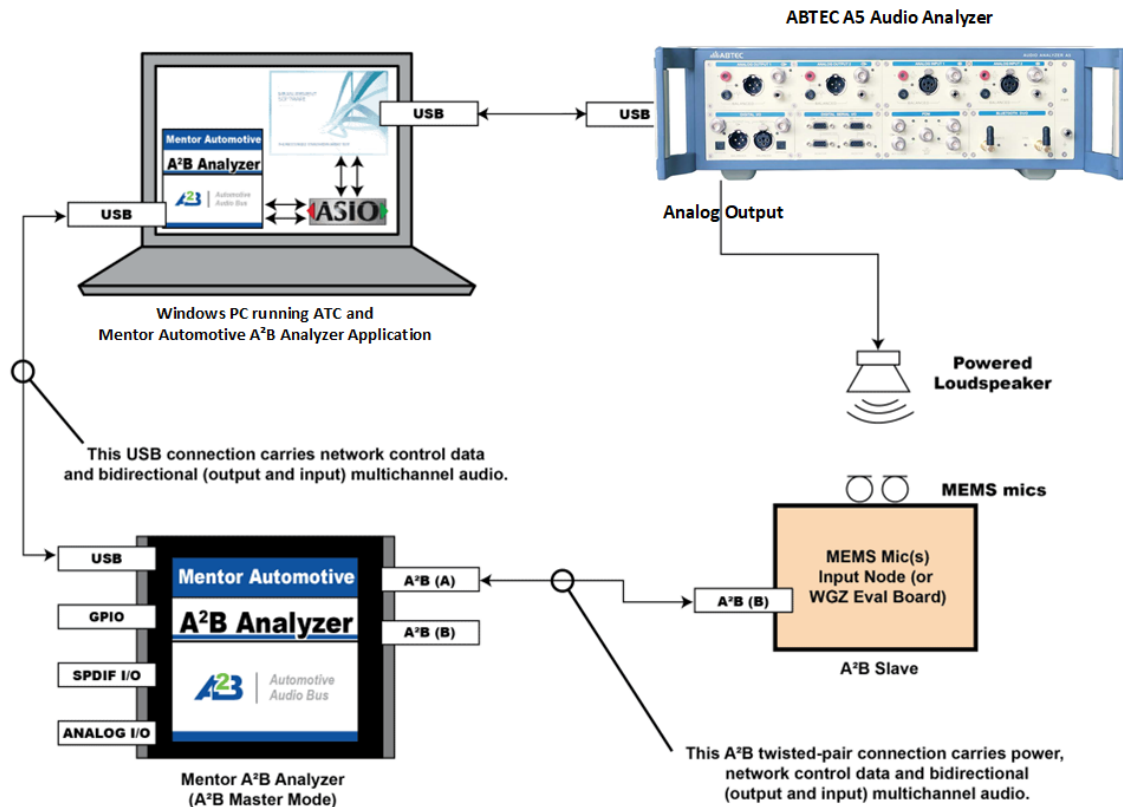 ABTEC A5 Audio Analyzer
USB
USB
Mentor Automotive
A²B Analyzer
A2B
Automotive
Audio Bus
ASIO
USB
ABTEC
Analog Output
Windows PC running ATC and
Mentor Automotive A²B Analyzer Application
Powered
Loudspeaker
This USB connection carries network control data
and bidirectional (output and input) multichannel audio.
MEMS mics
MEMS Mic(s)
Input Node (or
WGZ Eval Board)
A²B (B)
A²B Slave
USB
GPIO
SPDIF I/O
ANALOG I/O
Mentor Automotive
A²B Analyzer
A2B
Automotive
Audio Bus
A²B (A)
A²B (B)
Mentor A²B Analyzer
(A²B Master Mode)
This A²B twisted-pair connection carries power,
network control data and bidirectional
(output and input) multichannel audio.